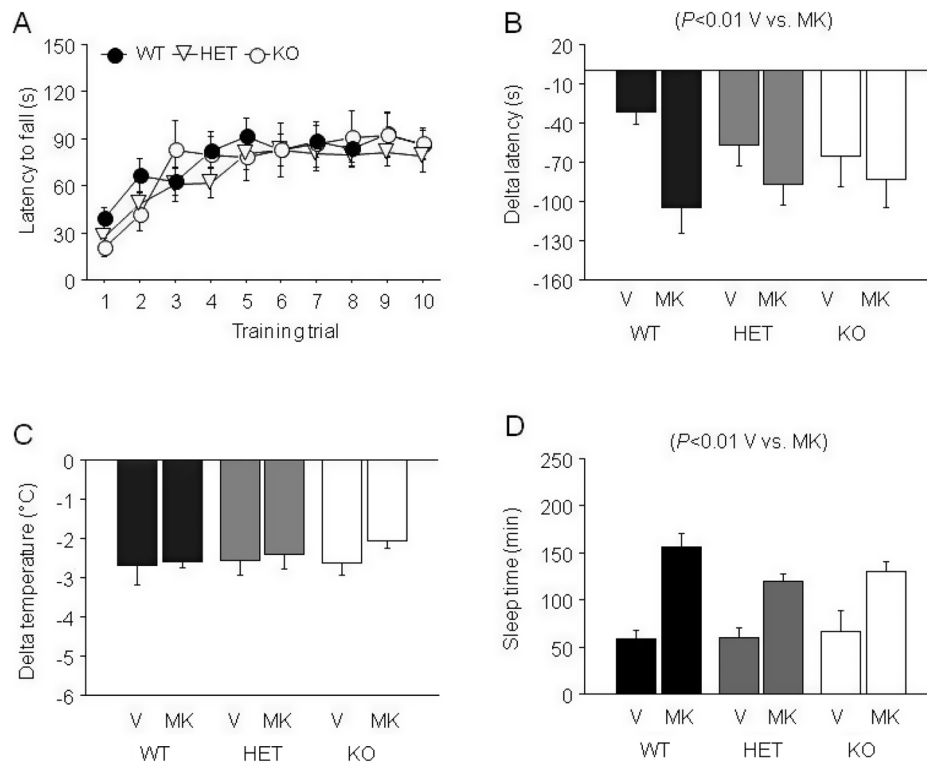 A
WT HET KO
150
120
90
60
30
0
Latency to fall (s)
1 2 3 4 5 6 7 8 9 10
Training trial
B
(P<0.01 V vs. MK)
20
-10
-40
-70
-100
-130
-160
Delta latency (s)
V MK V MK V MK
WT HET KO
C
0
-1
-2
-3
-4
-5
-6
Delta temperature (°C)
V MK V MK V MK
WT HET KO
D
(P<0.01 V vs. MK)
250
200
150
100
50
0
Sleep time (min)
V MK V MK V MK
WT HET KO